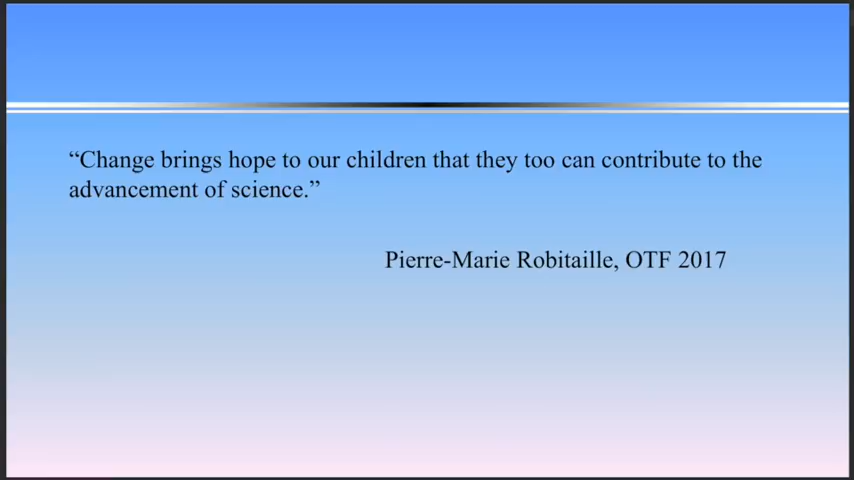 “Change brings hope to our children that they too can contribute to the
advancement of science.”
Pierre-Marie Robitaille, OTF 2017